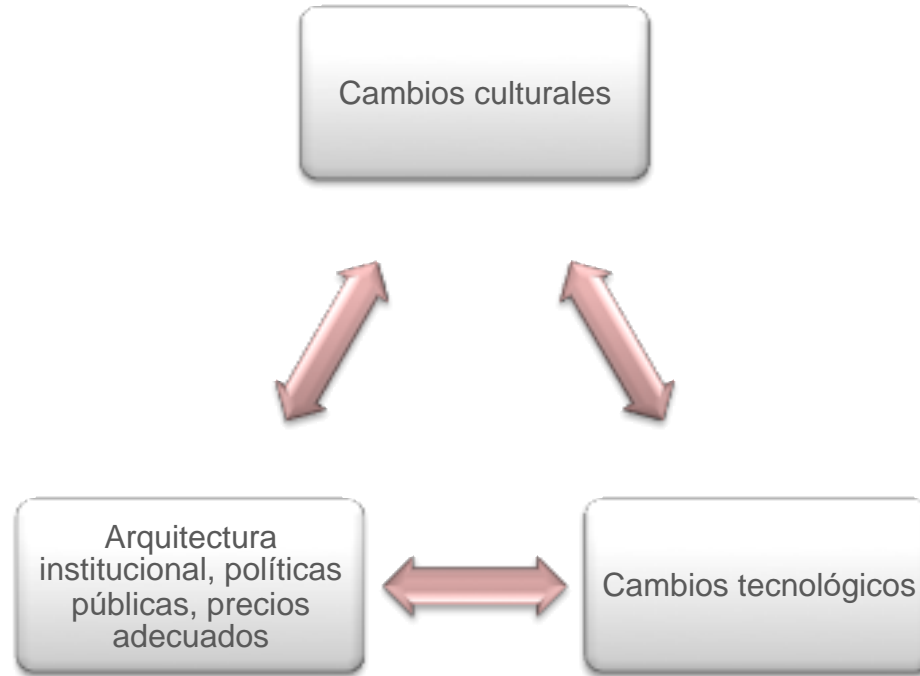 Cambios culturales
Arquitectura
institucional, políticas
públicas, precios
adecuados
Cambios tecnológicos